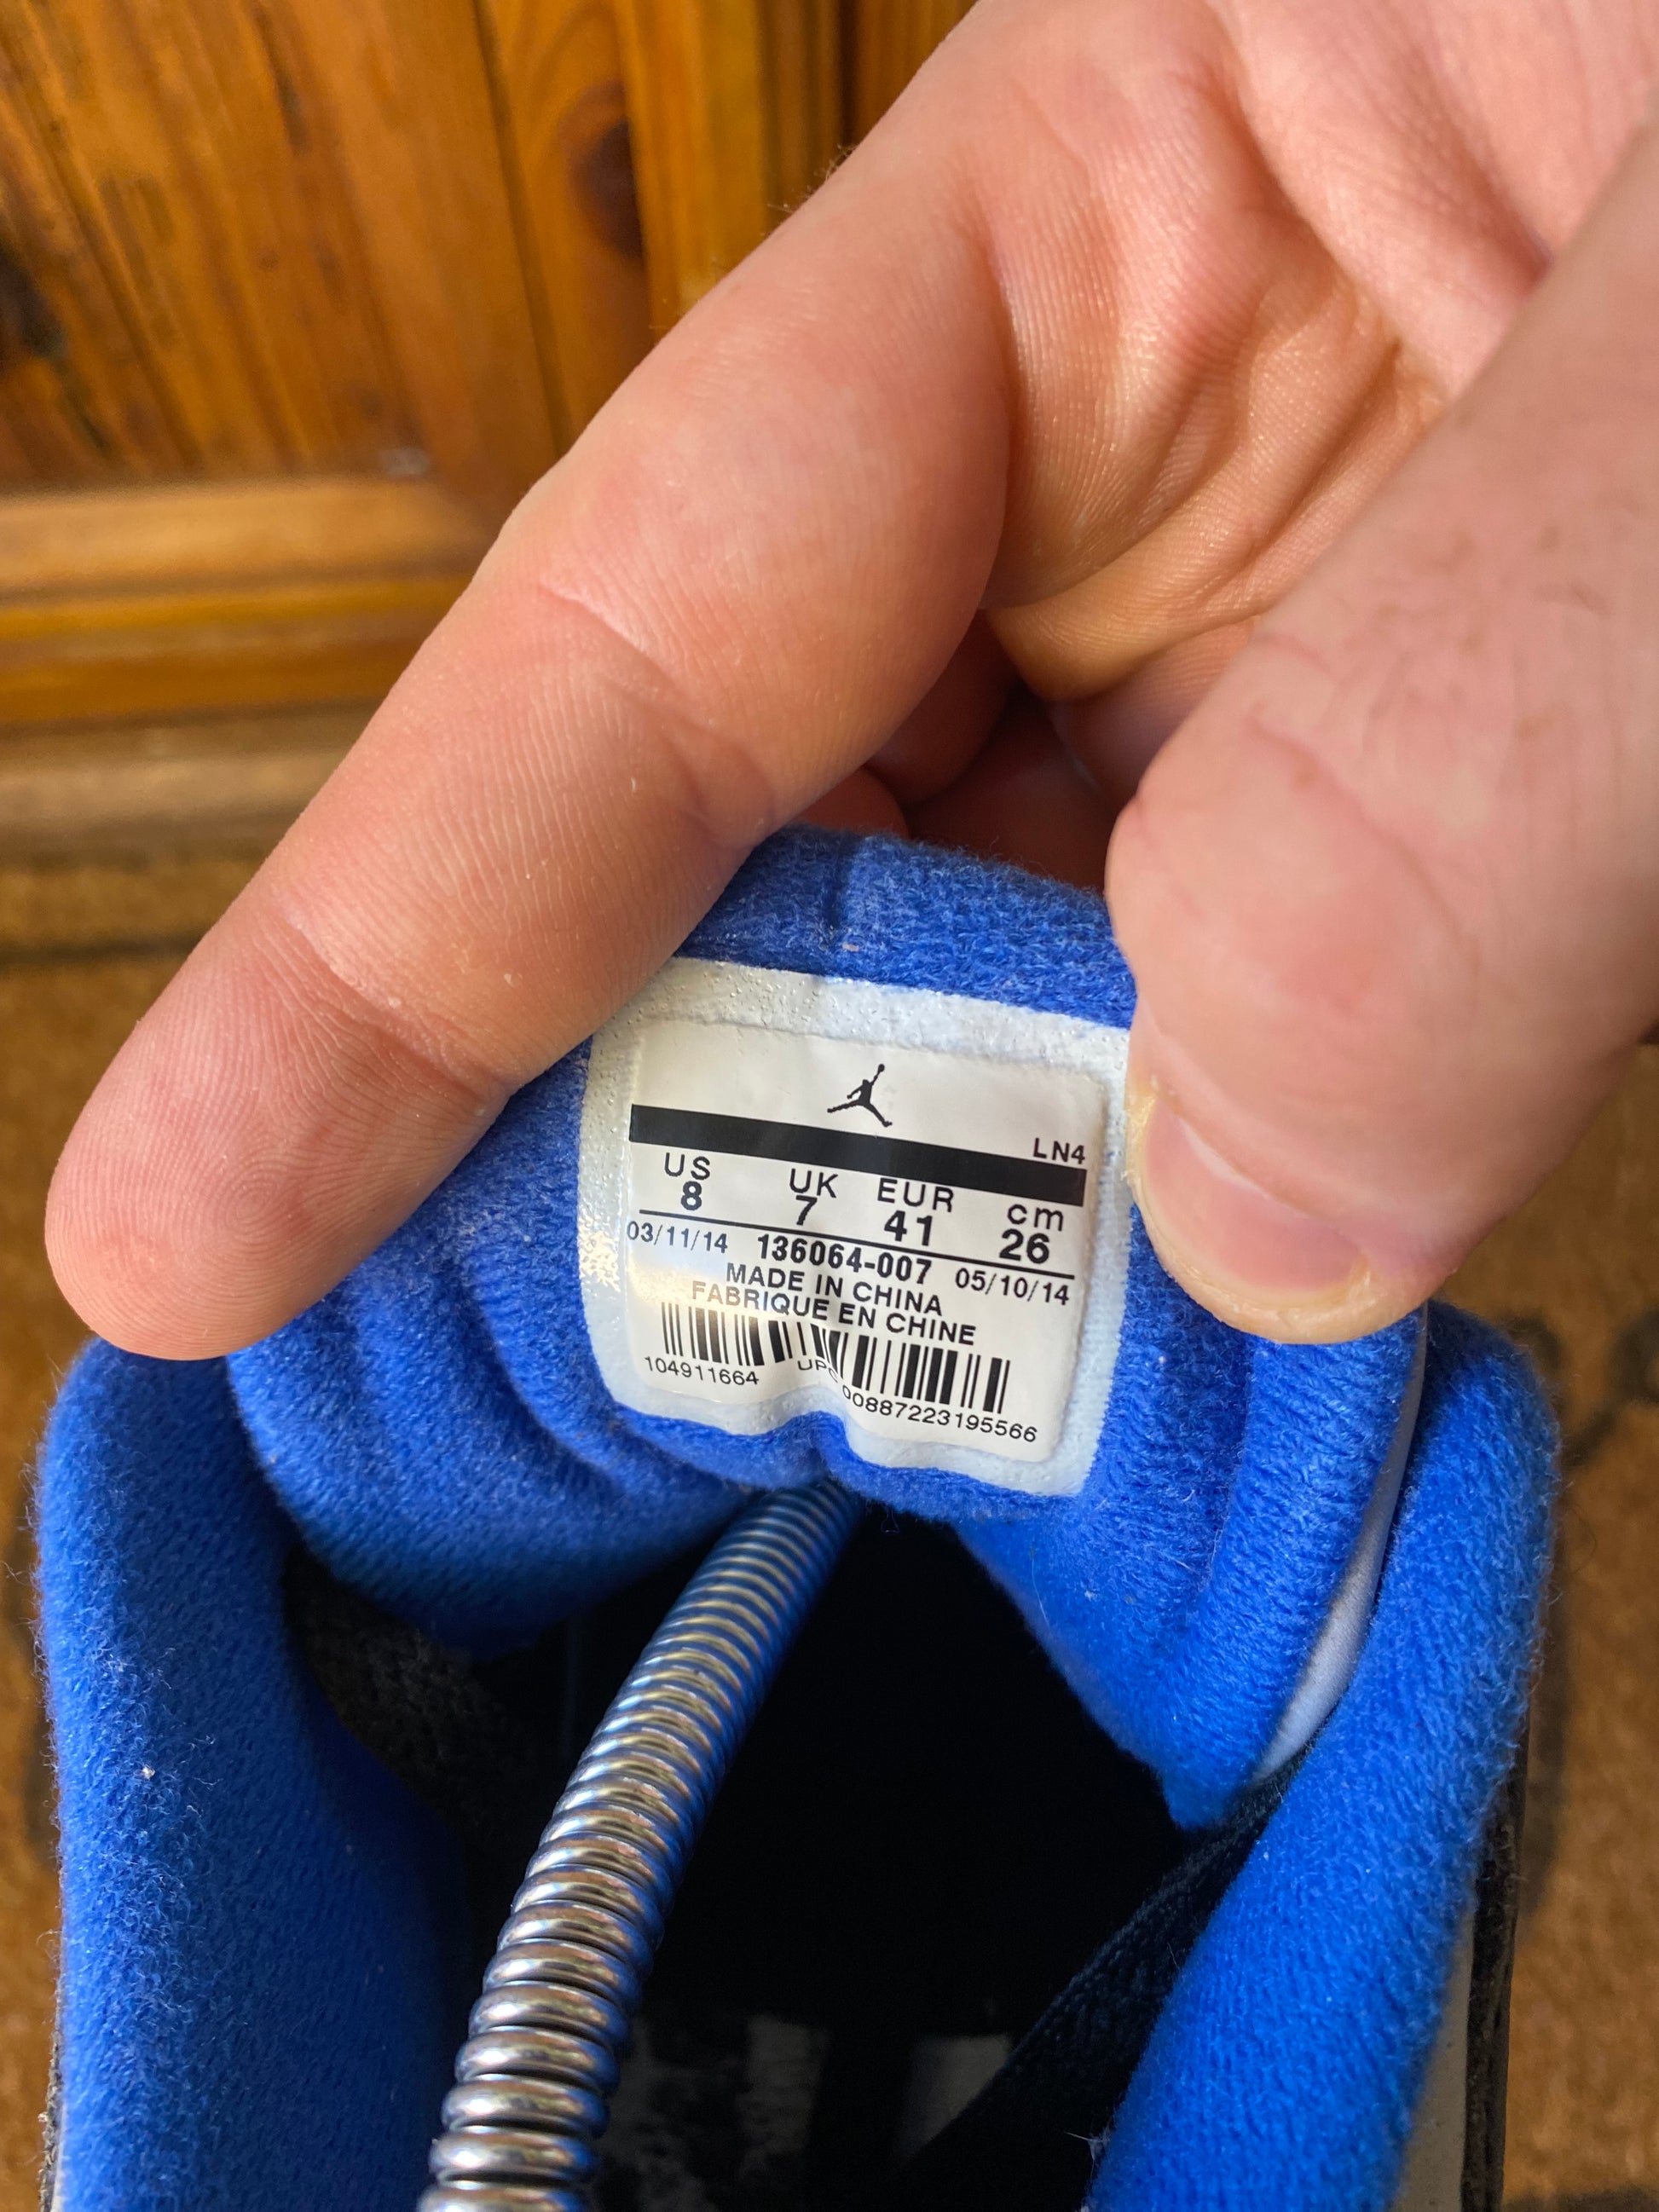 LN4
US UK EUR cm
8 7 41 26
03/11/14 136064-007 05/10/14
MADE IN CHINA
FABRIQUE EN CHINE
104911664 UPC 00887223195566